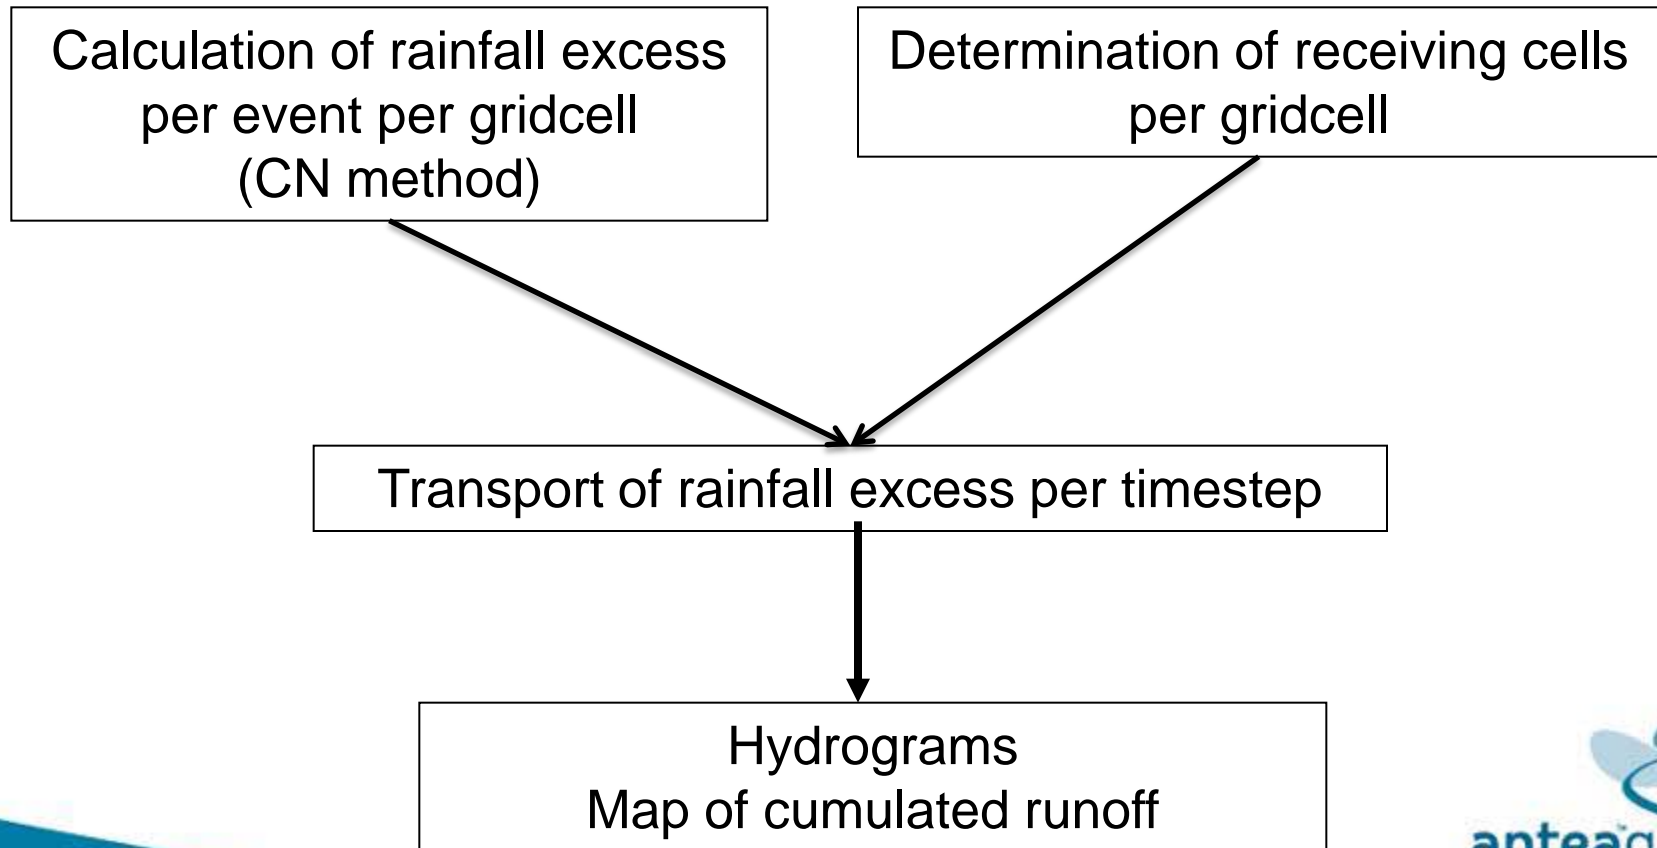 Calculation of rainfall excess
per event per gridcell
(CN method)
Determination of receiving cells
per gridcell
Transport of rainfall excess per timestep
Hydrograms
Map of cumulated runoff